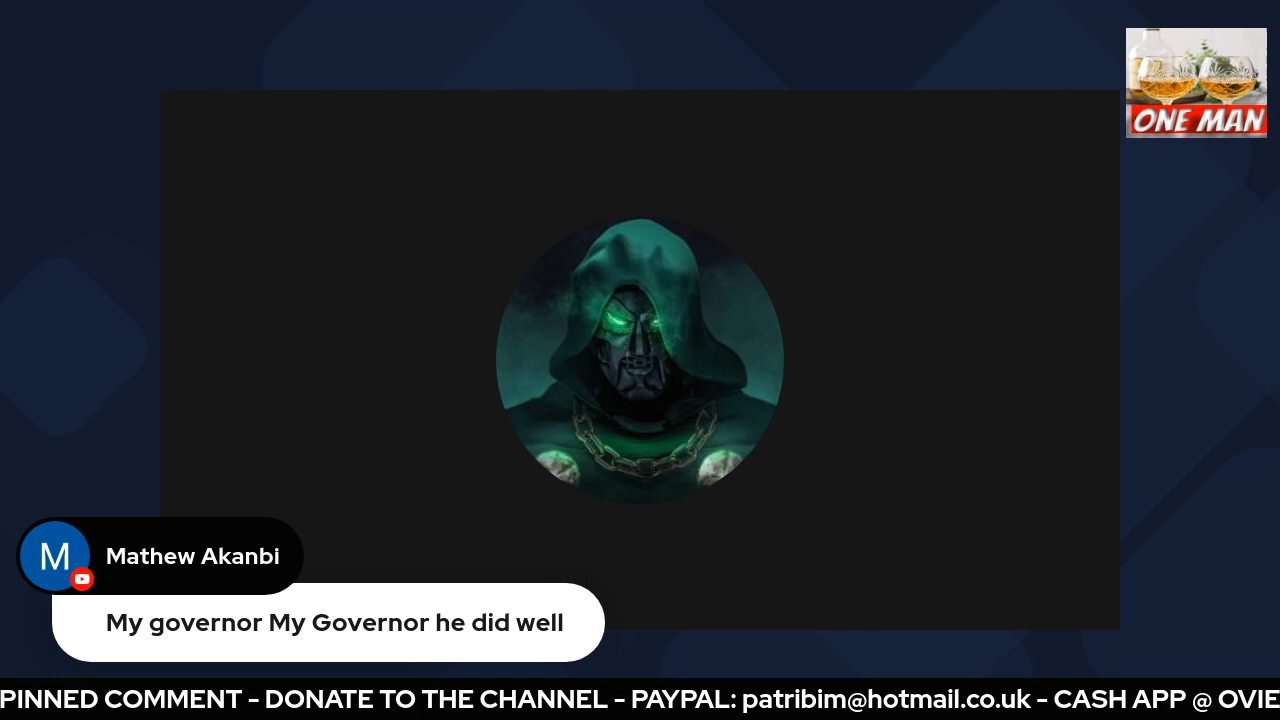 ONE MAN
M
Mathew Akanbi
My governor My Governor he did well
PINNED COMMENT - DONATE TO THE CHANNEL - PAYPAL: patribim@hotmail.co.uk - CASH APP @ OVIE